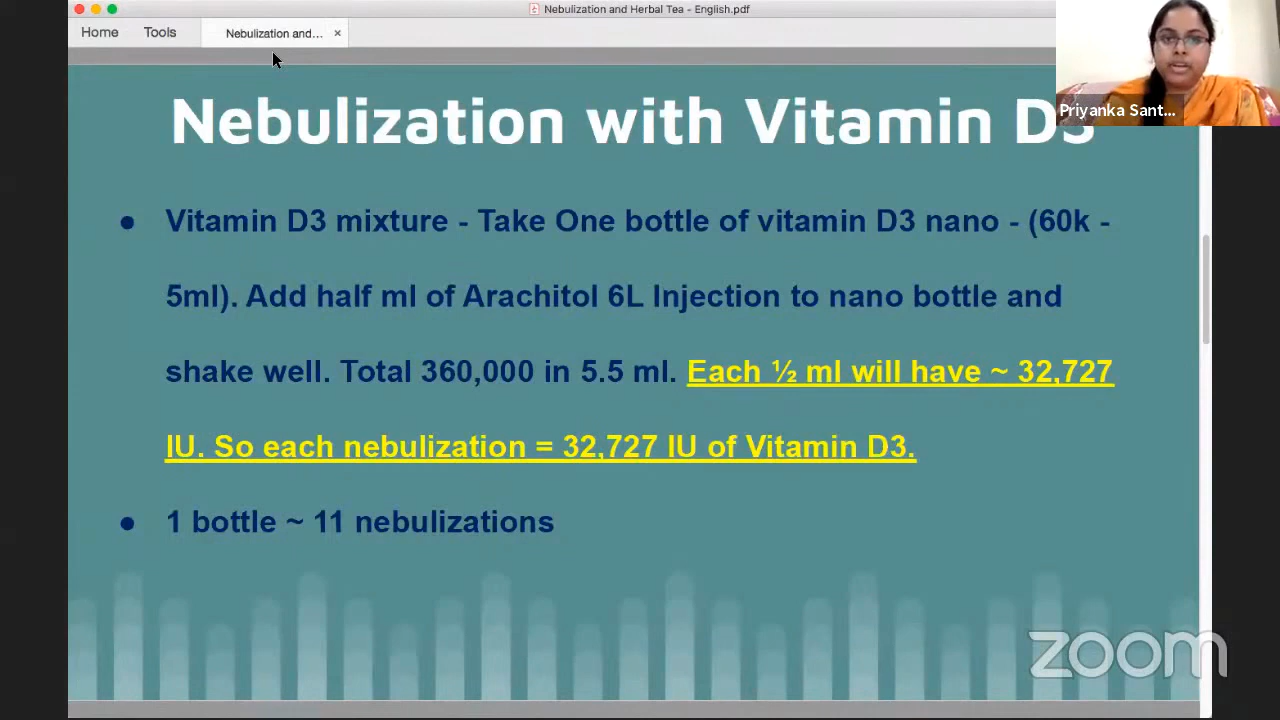 Nebulization and Herbal Tea - English.pdf
Home Tools Nebulization and... ×
Priyanka Sant...
Nebulization with Vitamin D3
● Vitamin D3 mixture - Take One bottle of vitamin D3 nano - (60k -
5ml). Add half ml of Arachitol 6L Injection to nano bottle and
shake well. Total 360,000 in 5.5 ml. Each ½ ml will have ~ 32,727
IU. So each nebulization = 32,727 IU of Vitamin D3.
● 1 bottle ~ 11 nebulizations
zoom